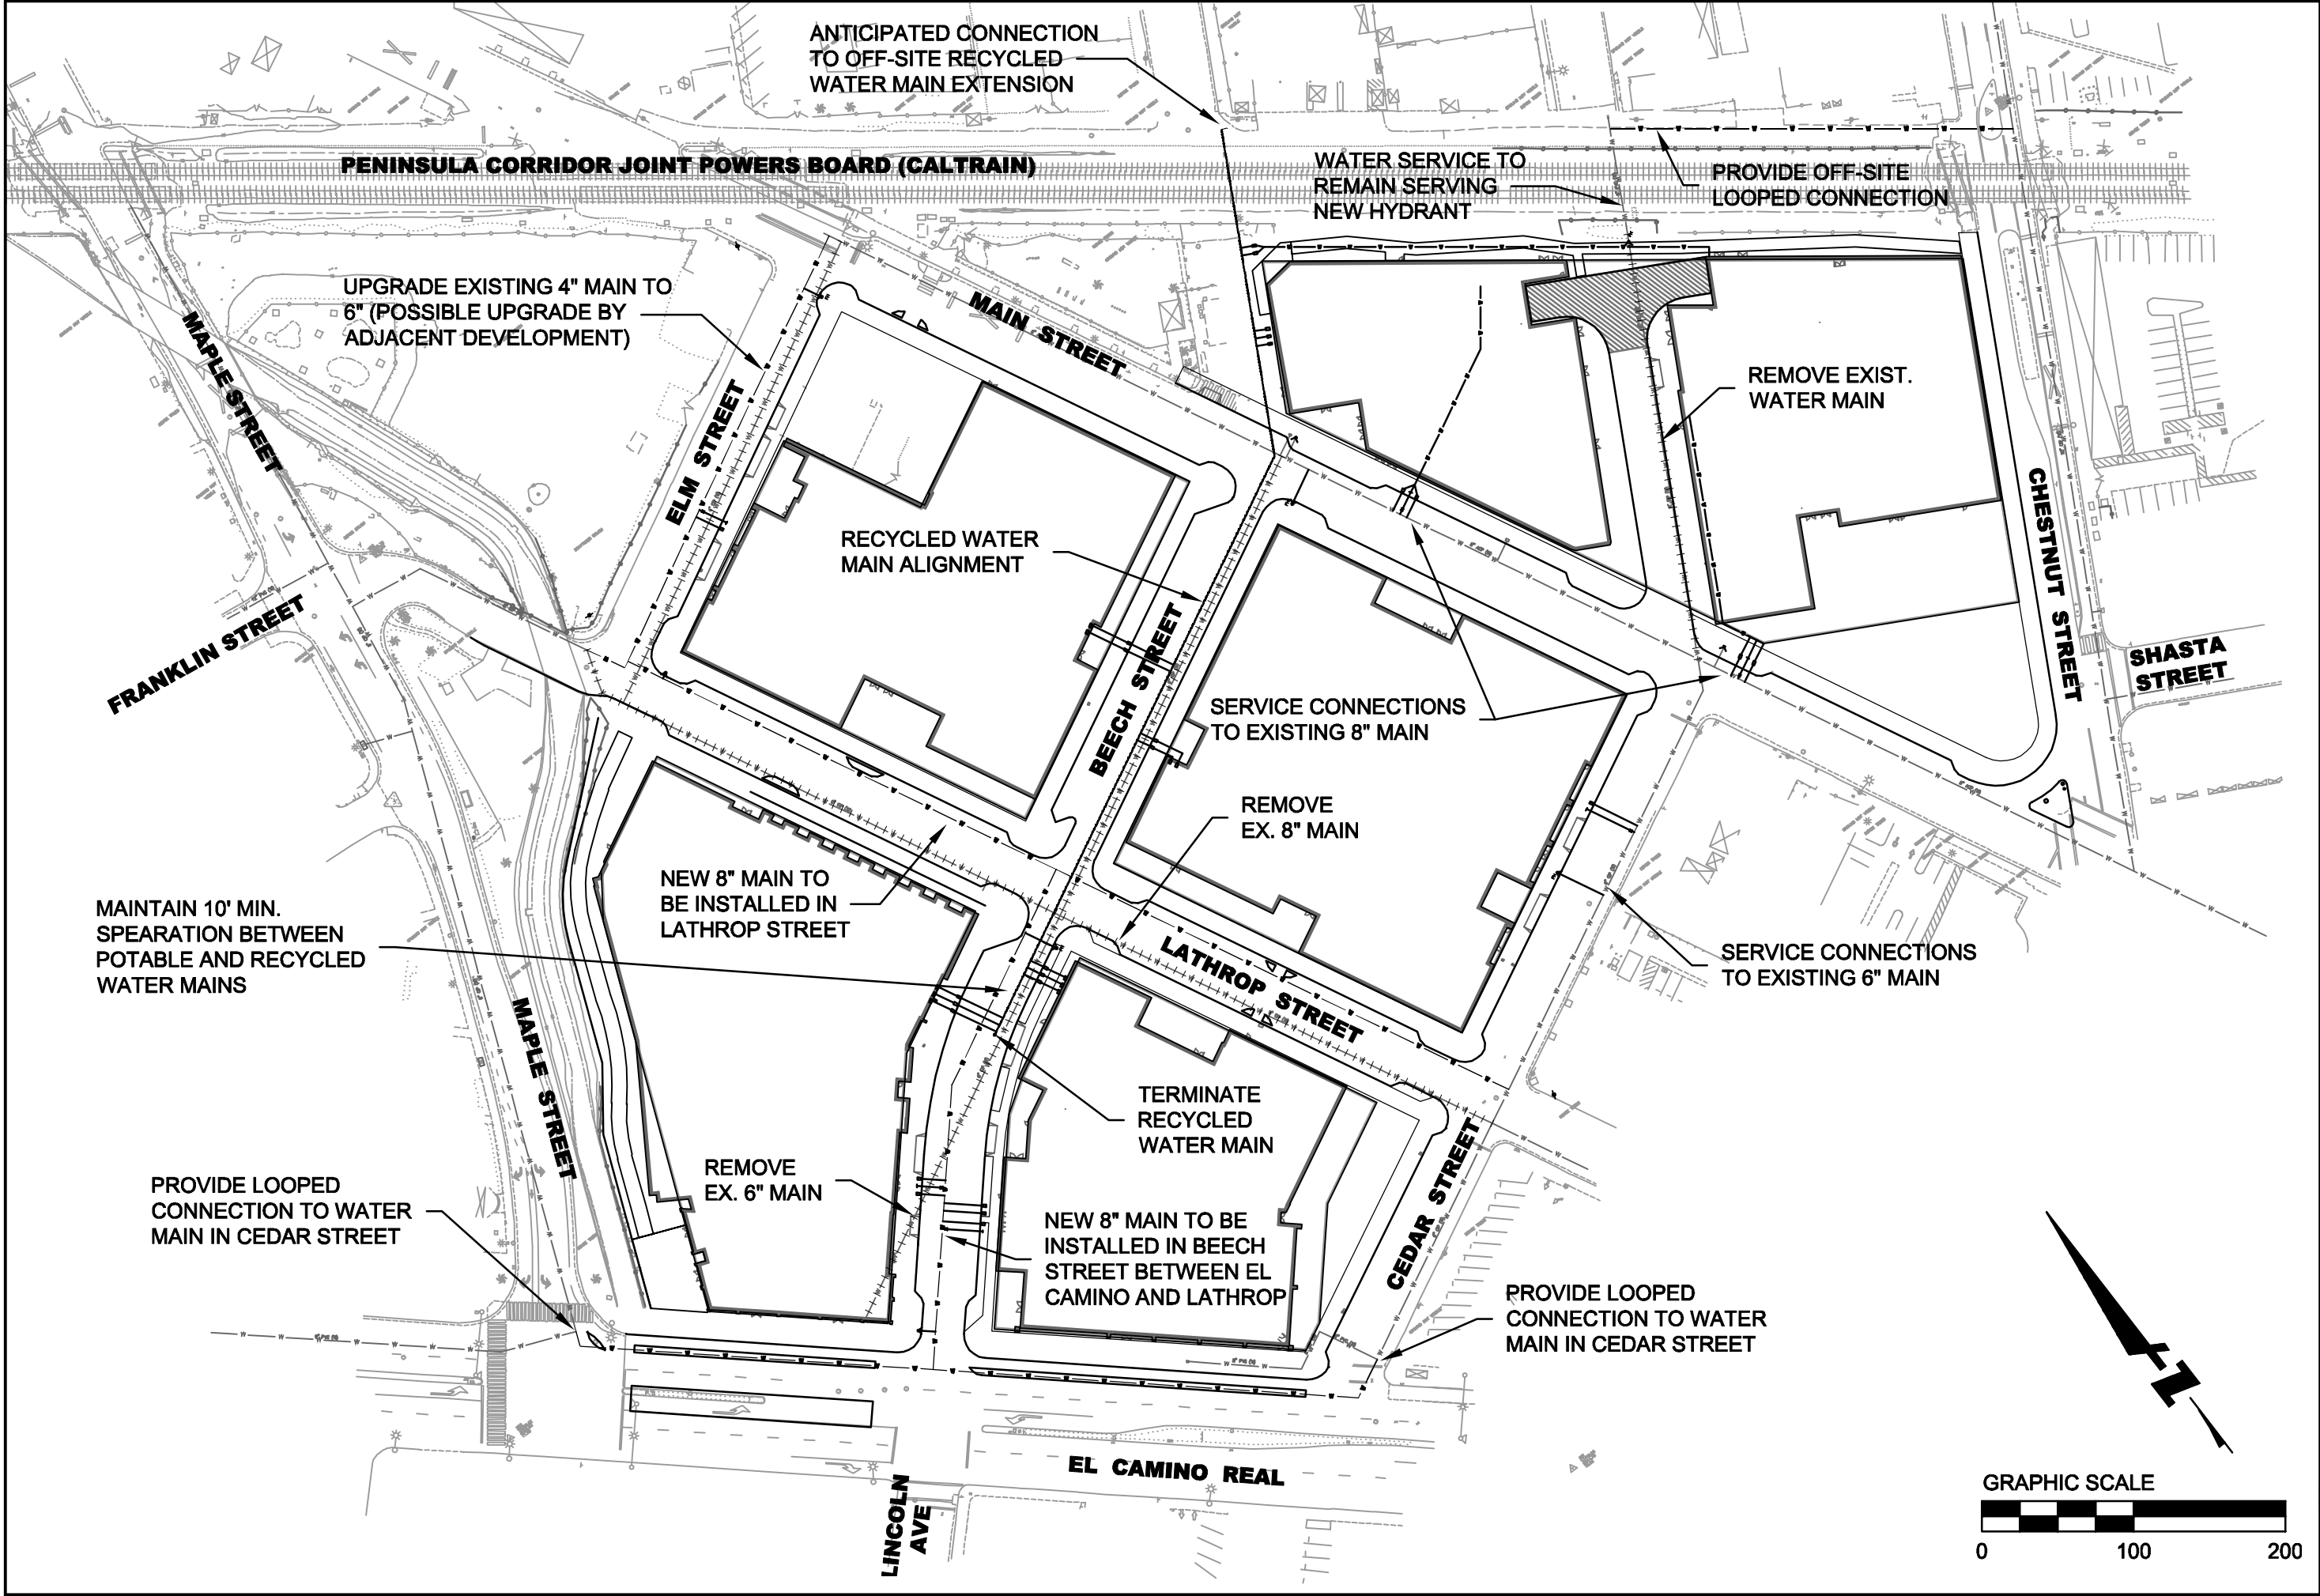 ANTICIPATED CONNECTION
TO OFF-SITE RECYCLED
WATER MAIN EXTENSION
PENINSULA CORRIDOR JOINT POWERS BOARD (CALTRAIN)
WATER SERVICE TO
REMAIN SERVING
NEW HYDRANT
PROVIDE OFF-SITE
LOOPED CONNECTION
UPGRADE EXISTING 4" MAIN TO
6" (POSSIBLE UPGRADE BY
ADJACENT DEVELOPMENT)
MAPLE STREET
MAIN STREET
ELM STREET
REMOVE EXIST.
WATER MAIN
RECYCLED WATER
MAIN ALIGNMENT
CHESTNUT STREET
FRANKLIN STREET
BEECH STREET
SHASTA
STREET
SERVICE CONNECTIONS
TO EXISTING 8" MAIN
REMOVE
EX. 8" MAIN
NEW 8" MAIN TO
BE INSTALLED IN
LATHROP STREET
MAINTAIN 10' MIN.
SPEARATION BETWEEN
POTABLE AND RECYCLED
WATER MAINS
LATHROP STREET
SERVICE CONNECTIONS
TO EXISTING 6" MAIN
MAPLE STREET
TERMINATE
RECYCLED
WATER MAIN
REMOVE
EX. 6" MAIN
PROVIDE LOOPED
CONNECTION TO WATER
MAIN IN CEDAR STREET
NEW 8" MAIN TO BE
INSTALLED IN BEECH
STREET BETWEEN EL
CAMINO AND LATHROP
CEDAR STREET
PROVIDE LOOPED
CONNECTION TO WATER
MAIN IN CEDAR STREET
EL CAMINO REAL
LINCOLN
AVE
Z
GRAPHIC SCALE
0 100 200